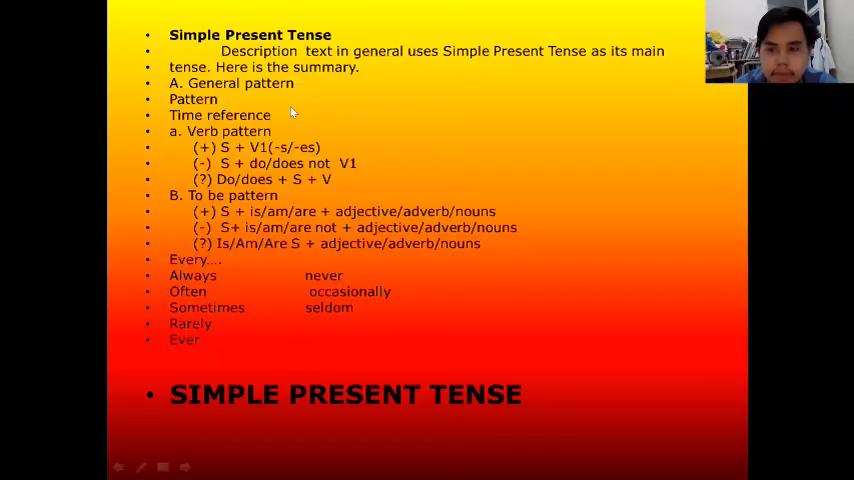 Simple Present Tense
Description text in general uses Simple Present Tense as its main
tense. Here is the summary.
A. General pattern
Pattern
Time reference
a. Verb pattern
(+) S + V1(-s/-es)
(-) S + do/does not V1
(?) Do/does + S + V
B. To be pattern
(+) S + is/am/are + adjective/adverb/nouns
(-) S+ is/am/are not + adjective/adverb/nouns
(?) Is/Am/Are S + adjective/adverb/nouns
Every....
Always never
Often occasionally
Sometimes seldom
Rarely
Ever
SIMPLE PRESENT TENSE